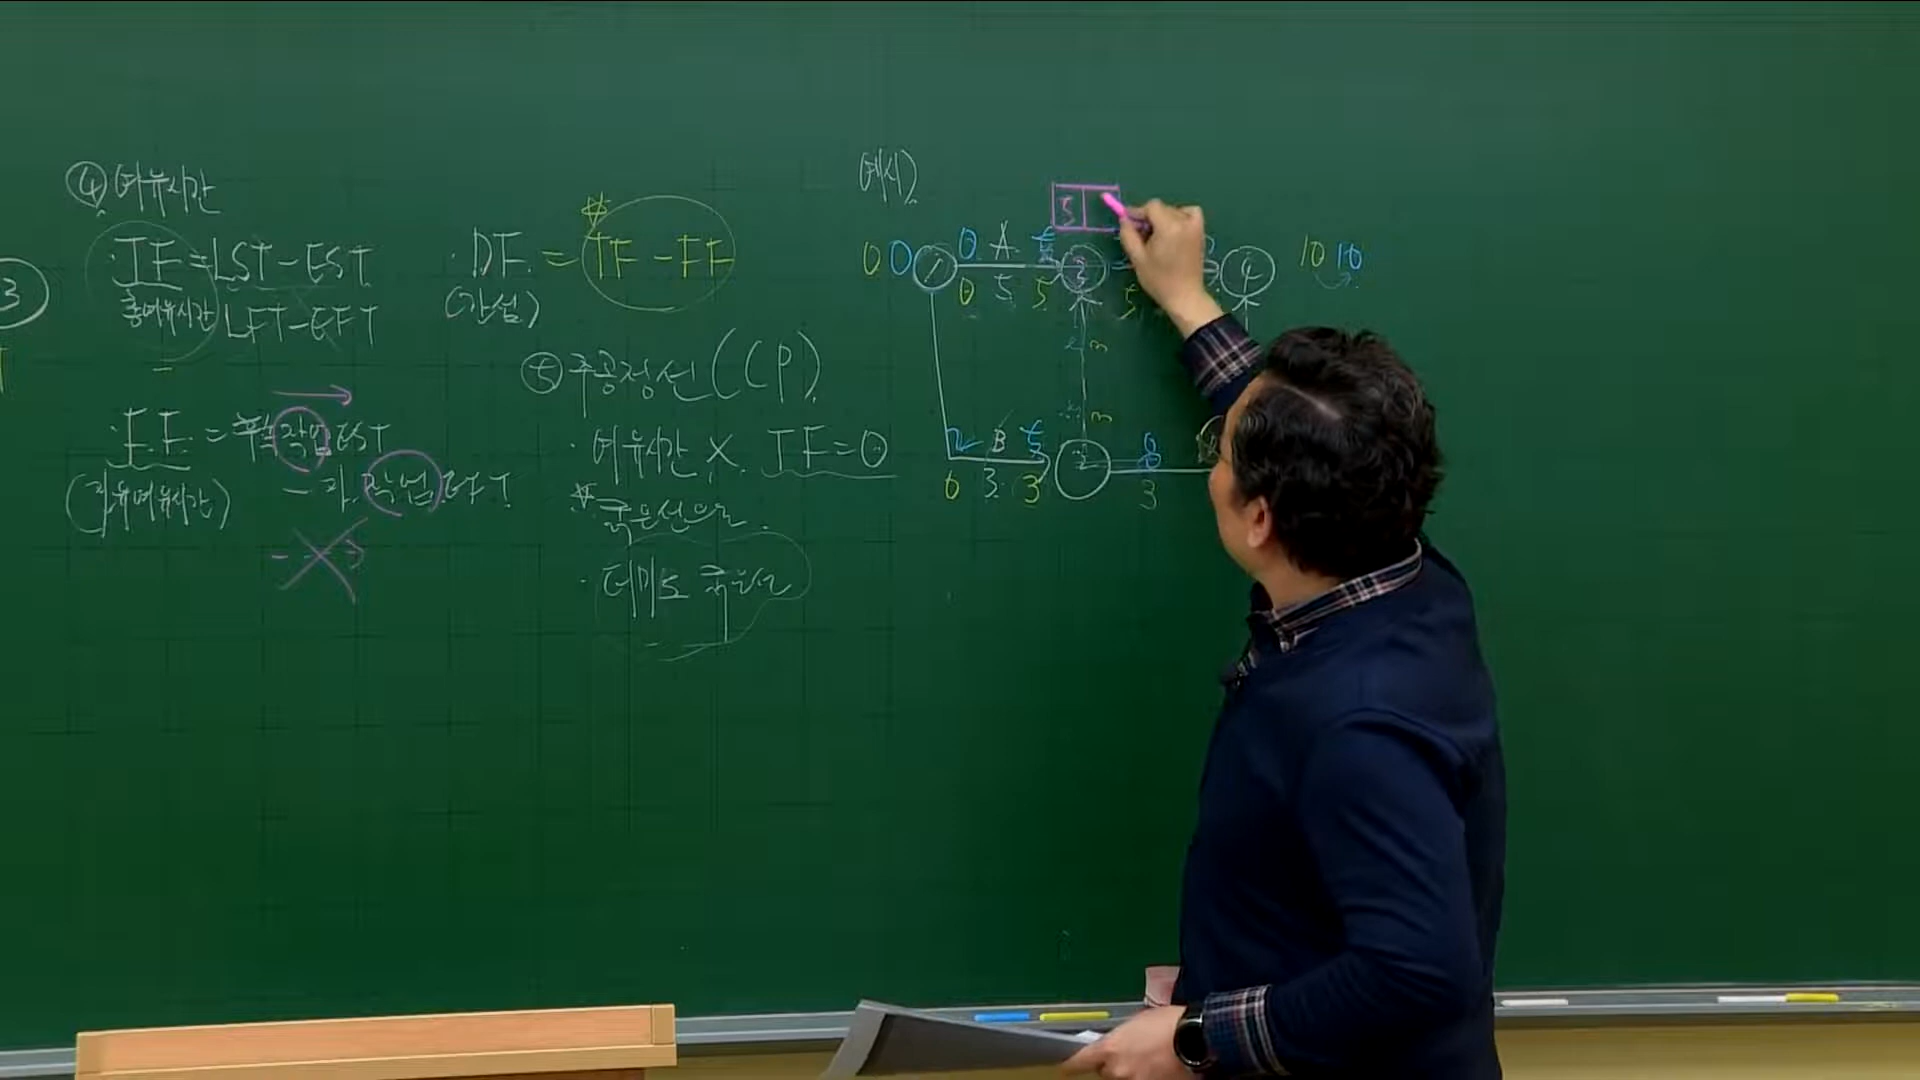 3
④ 여유시간
· TF = LST - EST
총여유시간 LFT - EFT
· F.F. = 후속작업 EST
(자유여유시간) - 자. 작업 EFT
· DF. = TF - FF
(간섭)
⑤ 주공정선 (CP)
· 여유시간 X. TF = 0
☆ 굵은선으로.
· 더미도 굵은선
예시)
5
0 0 1 0 A 5 3 4 10 10
0 5 5 5
2 B 5 2 8
0 3 3 3